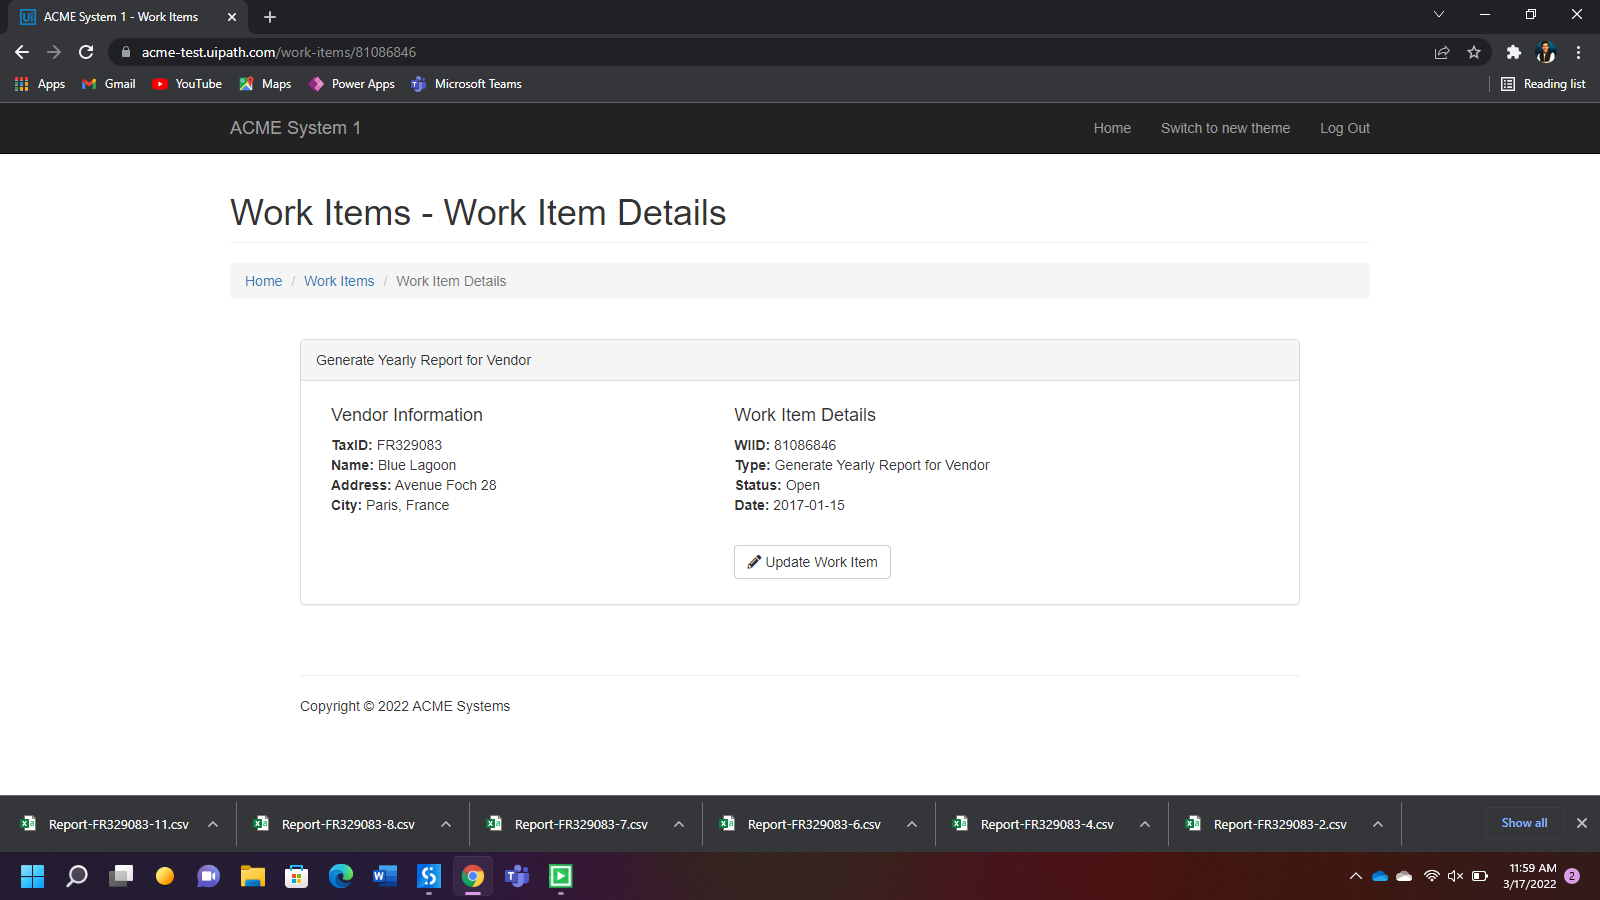 Ui ACME System 1 - Work Items
acme-test.uipath.com/work-items/81086846
Apps Gmail YouTube Maps Power Apps Microsoft Teams Reading list
ACME System 1 Home Switch to new theme Log Out
Work Items - Work Item Details
Home / Work Items / Work Item Details
Generate Yearly Report for Vendor
Vendor Information
TaxID: FR329083
Name: Blue Lagoon
Address: Avenue Foch 28
City: Paris, France
Work Item Details
WIID: 81086846
Type: Generate Yearly Report for Vendor
Status: Open
Date: 2017-01-15
Update Work Item
Copyright © 2022 ACME Systems
Report-FR329083-11.csv Report-FR329083-8.csv Report-FR329083-7.csv Report-FR329083-6.csv Report-FR329083-4.csv Report-FR329083-2.csv Show all
11:59 AM
3/17/2022 2